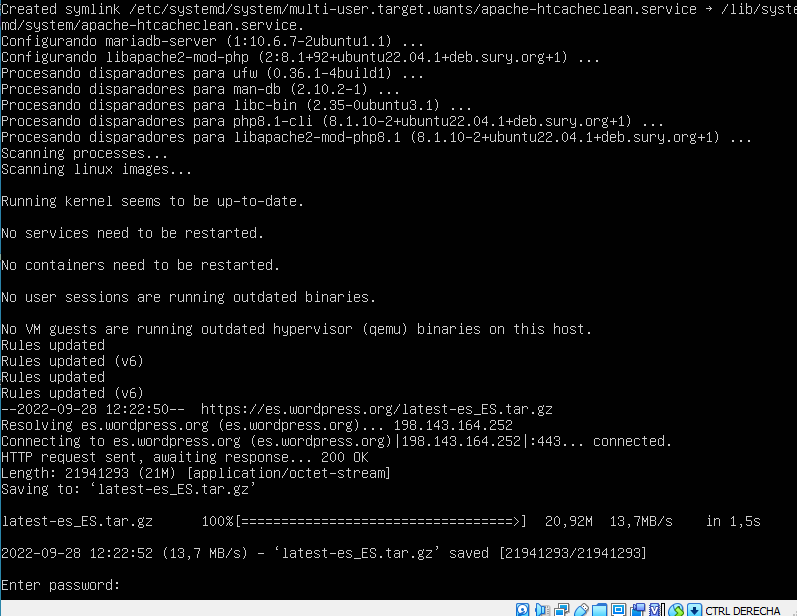 Created symlink /etc/systemd/system/multi-user.target.wants/apache-htcacheclean.service → /lib/syste
md/system/apache-htcacheclean.service.
Configurando mariadb-server (1:10.6.7-2ubuntu1.1) ...
Configurando libapache2-mod-php (2:8.1+92+ubuntu22.04.1+deb.sury.org+1) ...
Procesando disparadores para ufw (0.36.1-4build1) ...
Procesando disparadores para man-db (2.10.2-1) ...
Procesando disparadores para libc-bin (2.35-0ubuntu3.1) ...
Procesando disparadores para php8.1-cli (8.1.10-2+ubuntu22.04.1+deb.sury.org+1) ...
Procesando disparadores para libapache2-mod-php8.1 (8.1.10-2+ubuntu22.04.1+deb.sury.org+1) ...
Scanning processes...
Scanning linux images...
Running kernel seems to be up-to-date.
No services need to be restarted.
No containers need to be restarted.
No user sessions are running outdated binaries.
No VM guests are running outdated hypervisor (qemu) binaries on this host.
Rules updated
Rules updated (v6)
Rules updated
Rules updated (v6)
--2022-09-28 12:22:50--  https://es.wordpress.org/latest-es_ES.tar.gz
Resolving es.wordpress.org (es.wordpress.org)... 198.143.164.252
Connecting to es.wordpress.org (es.wordpress.org)|198.143.164.252|:443... connected.
HTTP request sent, awaiting response... 200 OK
Length: 21941293 (21M) [application/octet-stream]
Saving to: ‘latest-es_ES.tar.gz’
latest-es_ES.tar.gz      100%[==================================>]  20,92M  13,7MB/s    in 1,5s
2022-09-28 12:22:52 (13,7 MB/s) - ‘latest-es_ES.tar.gz’ saved [21941293/21941293]
Enter password:
CTRL DERECHA